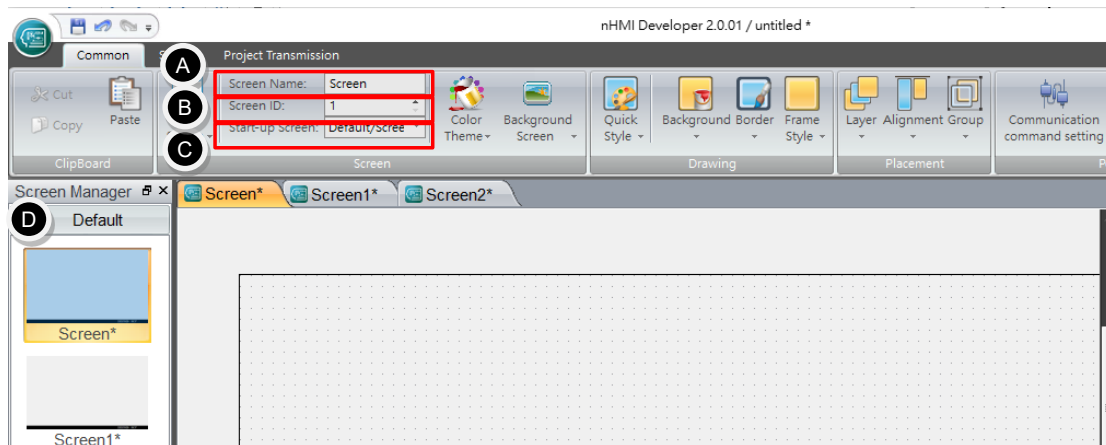 nHMI Developer 2.0.01 / untitled *
Common
Project Transmission
A
Screen Name: Screen
B
Screen ID: 1
C
Start-up Screen: Default/Scree
Cut
Copy
Paste
Color Theme
Background Screen
Quick Style
Background
Border
Frame Style
Layer
Alignment
Group
Communication command setting
ClipBoard
Screen
Drawing
Placement
P
Screen Manager
Screen*
Screen1*
Screen2*
D
Default
Screen*
Screen1*